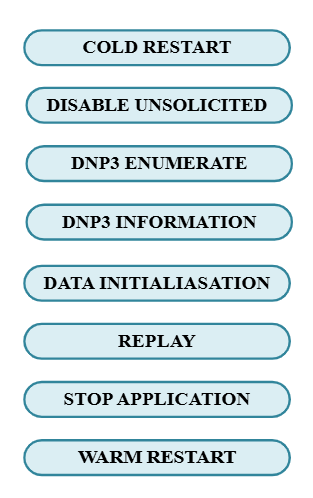 COLD RESTART
DISABLE UNSOLICITED
DNP3 ENUMERATE
DNP3 INFORMATION
DATA INITIALIASATION
REPLAY
STOP APPLICATION
WARM RESTART